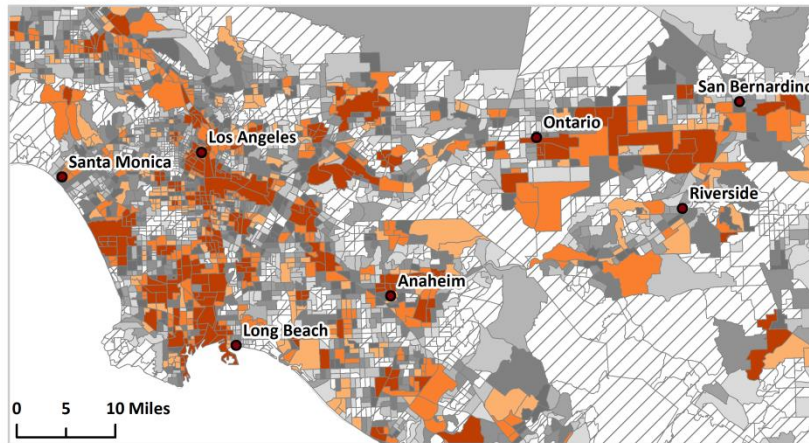 San Bernardino
Los Angeles
Ontario
Santa Monica
Riverside
Anaheim
Long Beach
0 5 10 Miles